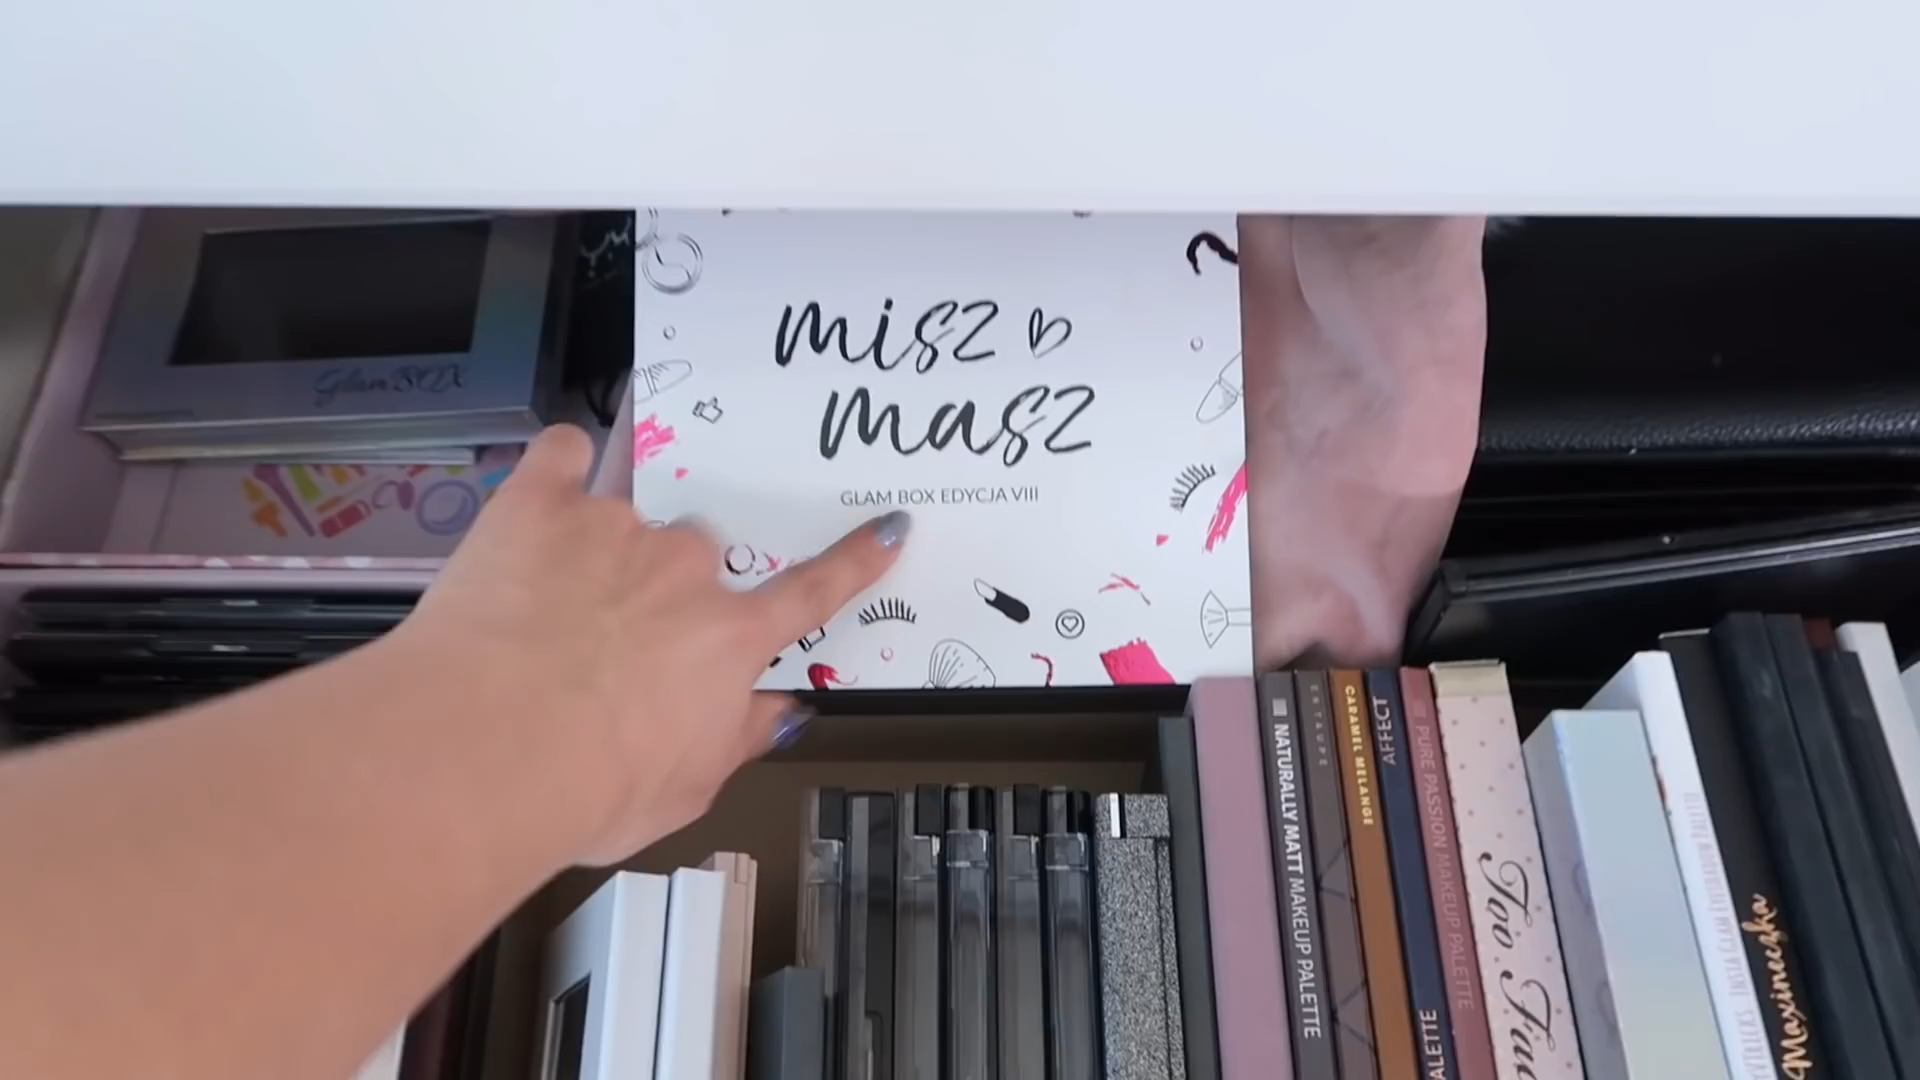 GlamBOX
misz
masz
GLAM BOX EDYCJA VIII
NATURALLY MATT MAKEUP PALETTE
CARAMEL MELANGE
AFFECT
PURE PASSION MAKEUP PALETTE
Too
Maxineczka